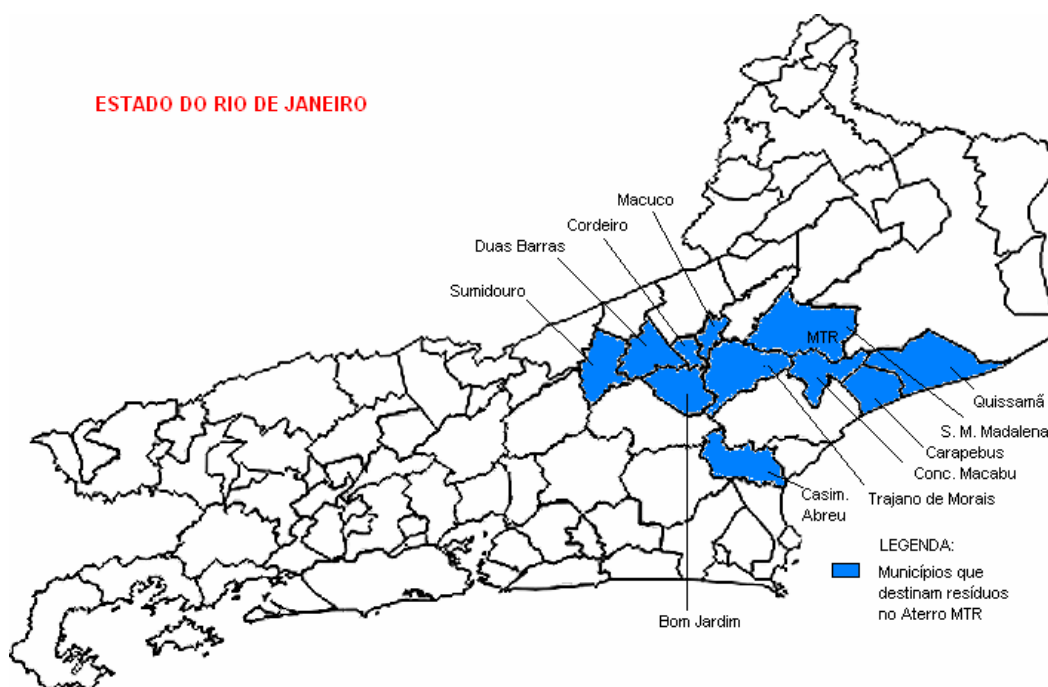 ESTADO DO RIO DE JANEIRO
Macuco
Cordeiro
Duas Barras
Sumidouro
MTR
Quissamã
S. M. Madalena
Carapebus
Conc. Macabu
Trajano de Morais
Casim.
Abreu
Bom Jardim
LEGENDA:
Municípios que
destinam resíduos
no Aterro MTR